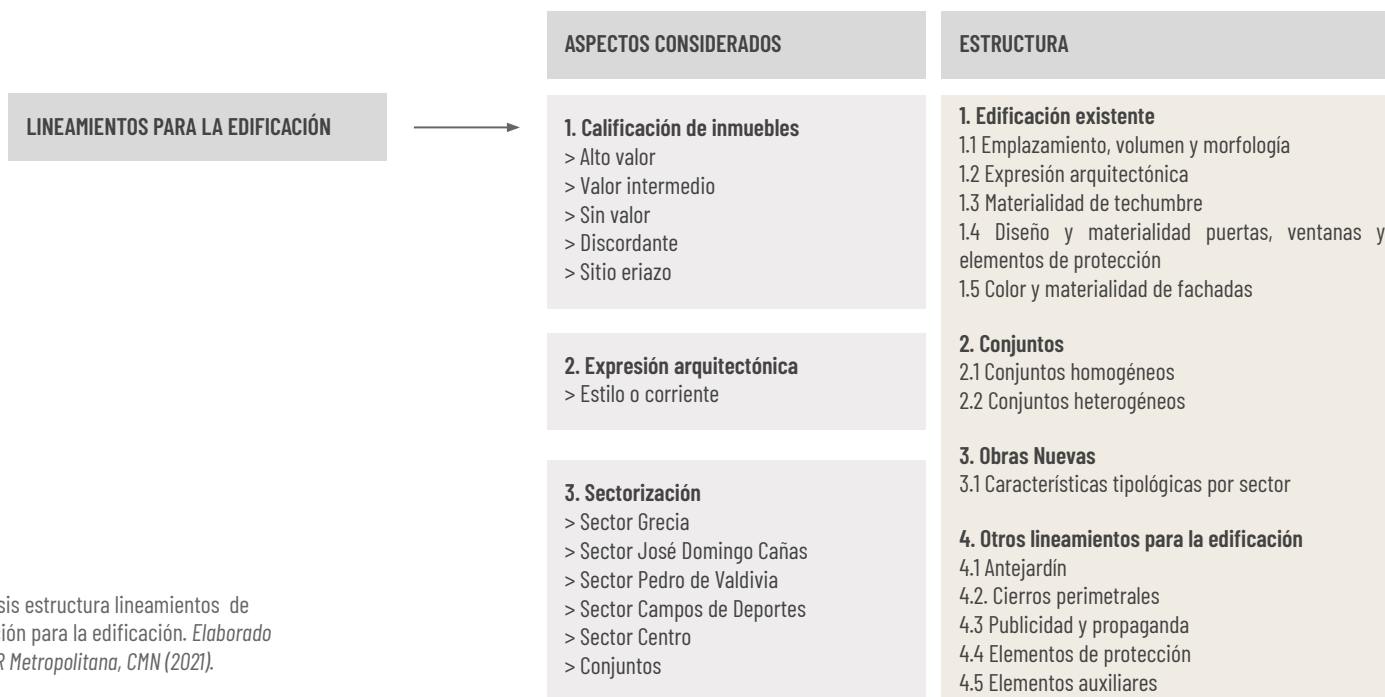 LINEAMIENTOS PARA LA EDIFICACIÓN
ASPECTOS CONSIDERADOS
1. Calificación de inmuebles
> Alto valor
> Valor intermedio
> Sin valor
> Discordante
> Sitio eriazo
2. Expresión arquitectónica
> Estilo o corriente
3. Sectorización
> Sector Grecia
> Sector José Domingo Cañas
> Sector Pedro de Valdivia
> Sector Campos de Deportes
> Sector Centro
> Conjuntos
ESTRUCTURA
1. Edificación existente
1.1 Emplazamiento, volumen y morfología
1.2 Expresión arquitectónica
1.3 Materialidad de techumbre
1.4 Diseño y materialidad puertas, ventanas y
elementos de protección
1.5 Color y materialidad de fachadas
2. Conjuntos
2.1 Conjuntos homogéneos
2.2 Conjuntos heterogéneos
3. Obras Nuevas
3.1 Características tipológicas por sector
4. Otros lineamientos para la edificación
4.1 Antejardín
4.2. Cierros perimetrales
4.3 Publicidad y propaganda
4.4 Elementos de protección
4.5 Elementos auxiliares
estructura lineamientos de
para la edificación. Elaborado
Metropolitana, CMN (2021).